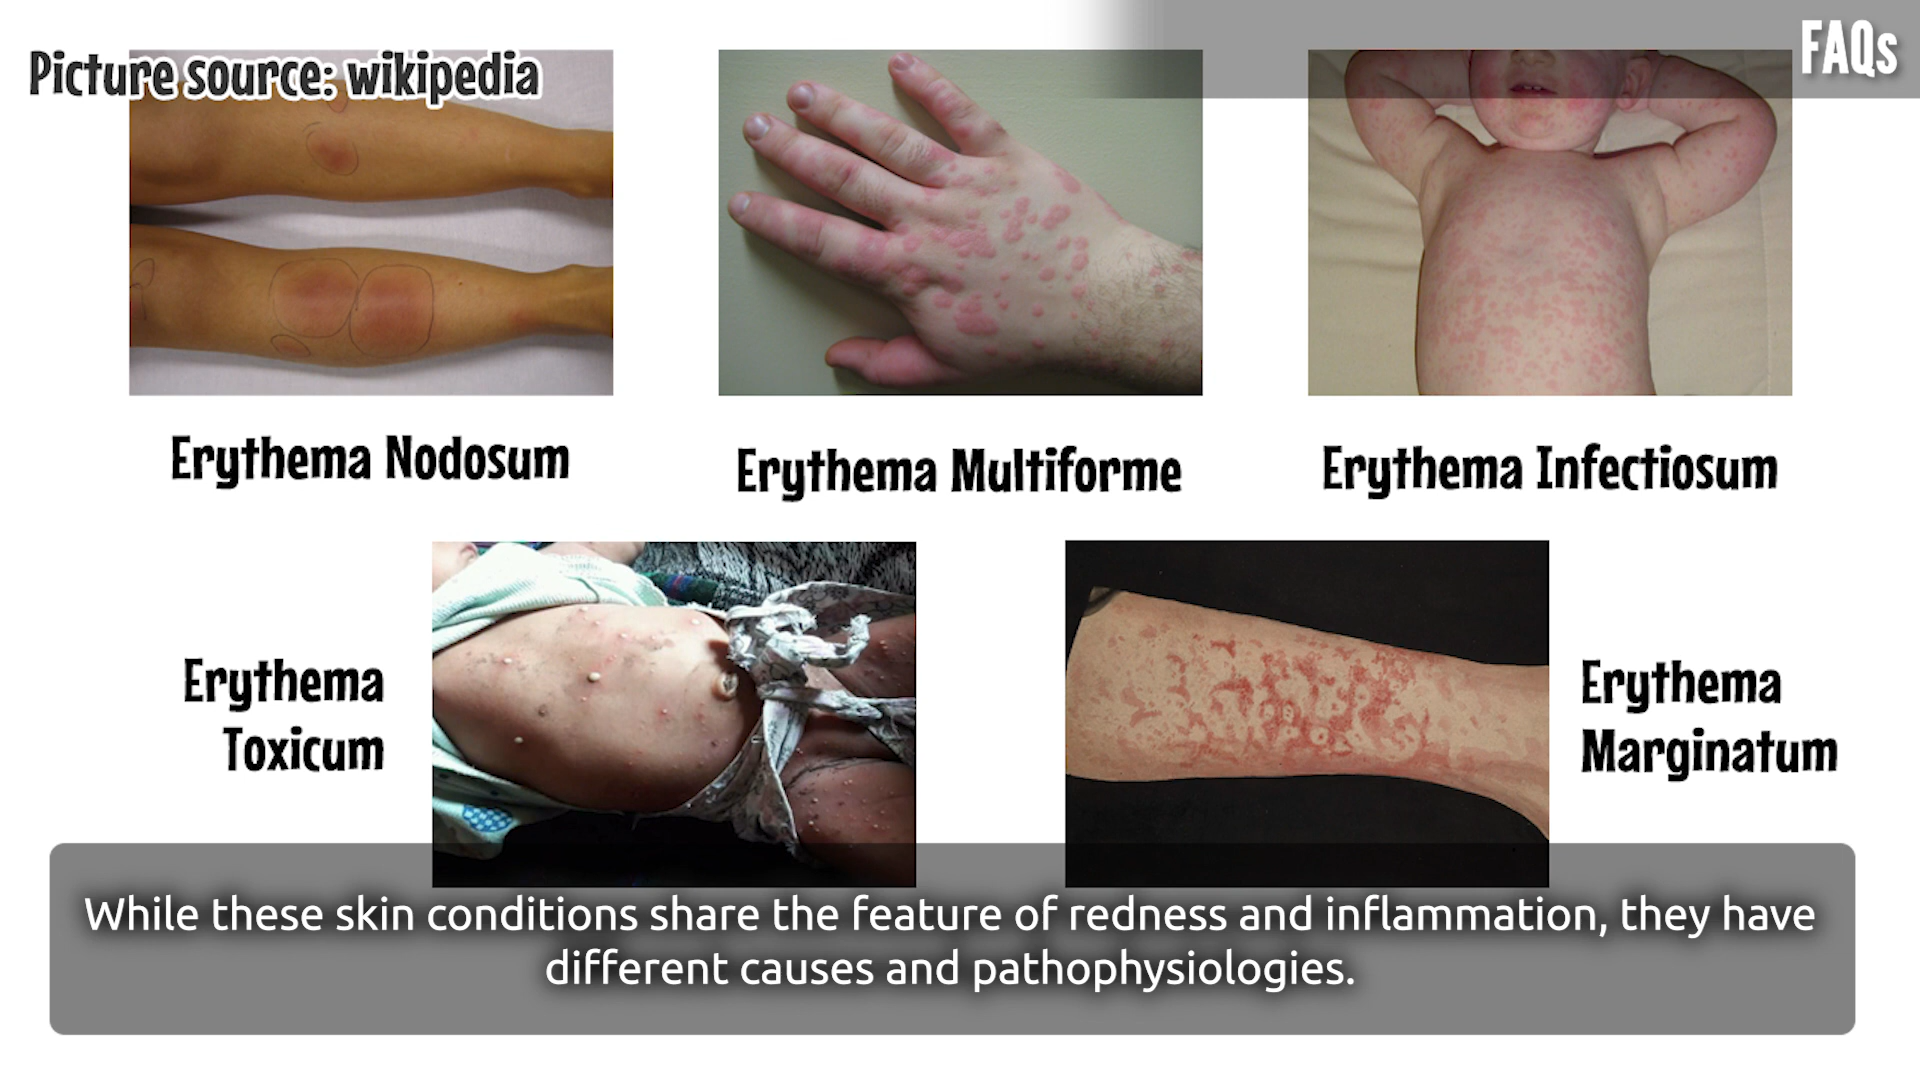 FAQs
Picture source: wikipedia
Erythema Nodosum
Erythema Multiforme
Erythema Infectiosum
Erythema
Toxicum
Erythema
Marginatum
While these skin conditions share the feature of redness and inflammation, they have
different causes and pathophysiologies.